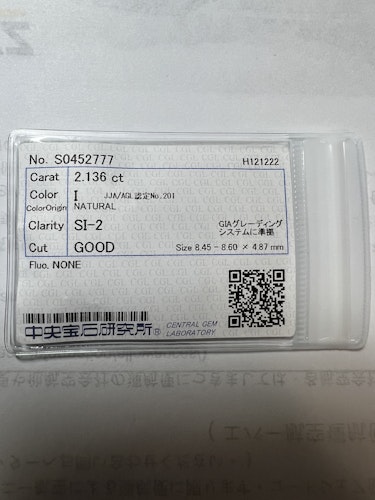 No. S0452777 H121222
Carat 2.136 ct
Color I JJA/AGL認定No.201
ColorOrigin NATURAL
Clarity SI-2 GIAグレーディング
システムに準拠
Cut GOOD Size 8.45 - 8.60 × 4.87 mm
Fluo. NONE
中央宝石研究所® CENTRAL GEM
LABORATORY